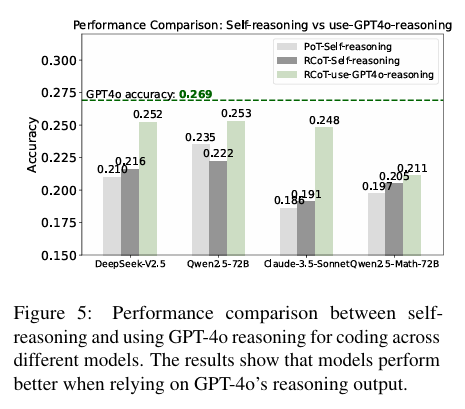 Performance Comparison: Self-reasoning vs use-GPT4o-reasoning
PoT-Self-reasoning
RCoT-Self-reasoning
RCoT-use-GPT4o-reasoning
GPT4o accuracy: 0.269
Accuracy
0.300
0.275
0.250
0.225
0.200
0.175
0.150
0.210
0.216
0.252
0.235
0.222
0.253
0.186
0.191
0.248
0.197
0.205
0.211
DeepSeek-V2.5
Qwen2.5-72B
Claude-3.5-Sonnet
Qwen2.5-Math-72B
Figure 5: Performance comparison between self-
reasoning and using GPT-4o reasoning for coding across
different models. The results show that models perform
better when relying on GPT-4o's reasoning output.